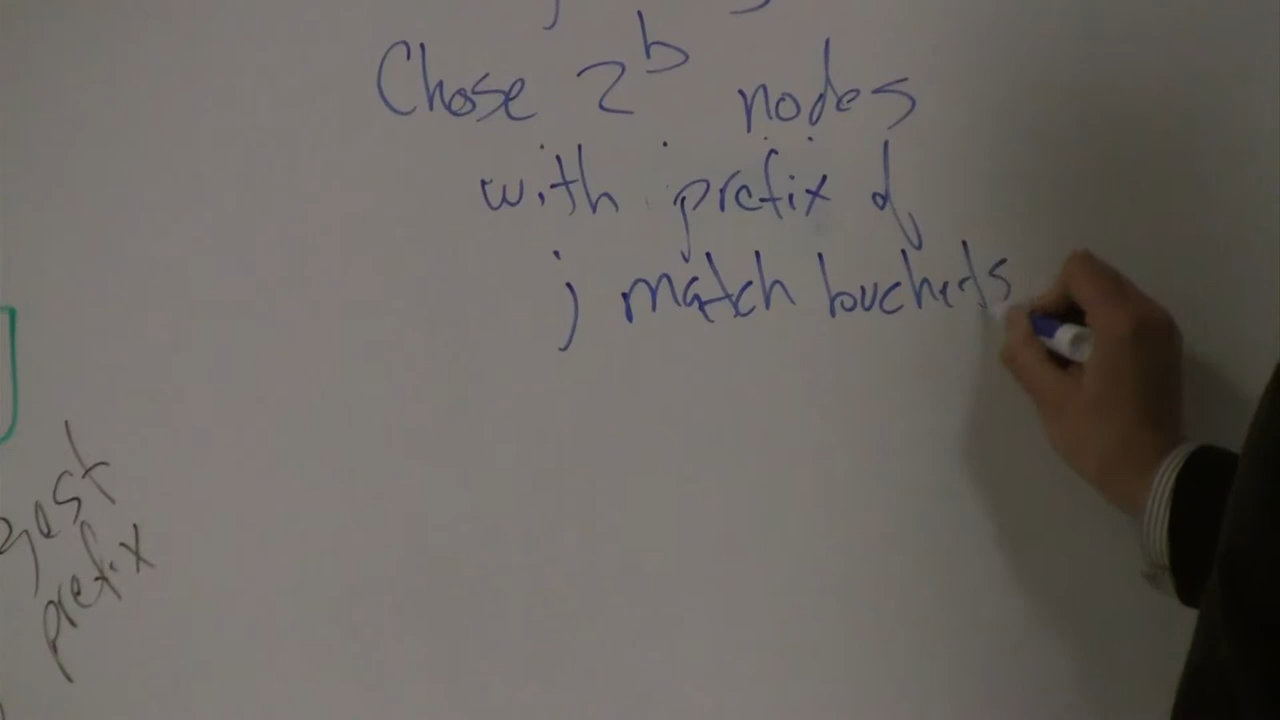 Chose 2^b nodes
with prefix d,
j match buckets
gest
prefix